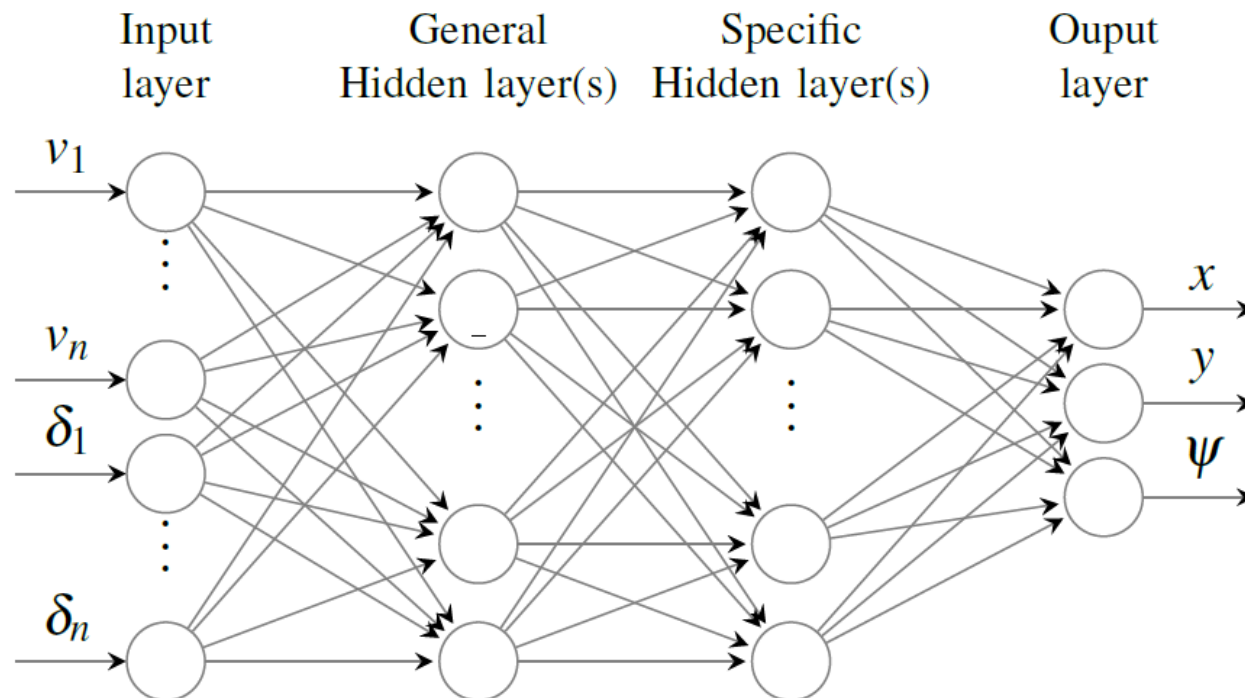 Input layer
General Hidden layer(s)
Specific Hidden layer(s)
Ouput layer
v₁
⋮
vₙ
δ₁
⋮
δₙ
_
⋮
⋮
x
y
ψ